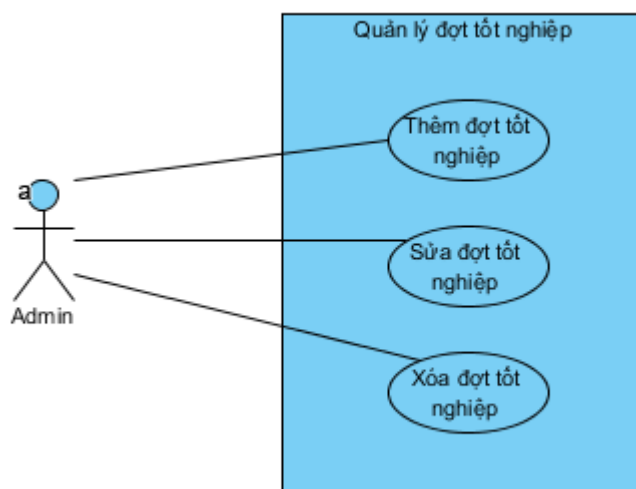 Quản lý đợt tốt nghiệp
Thêm đợt tốt
nghiệp
a
Sửa đợt tốt
nghiệp
Admin
Xóa đợt tốt
nghiệp